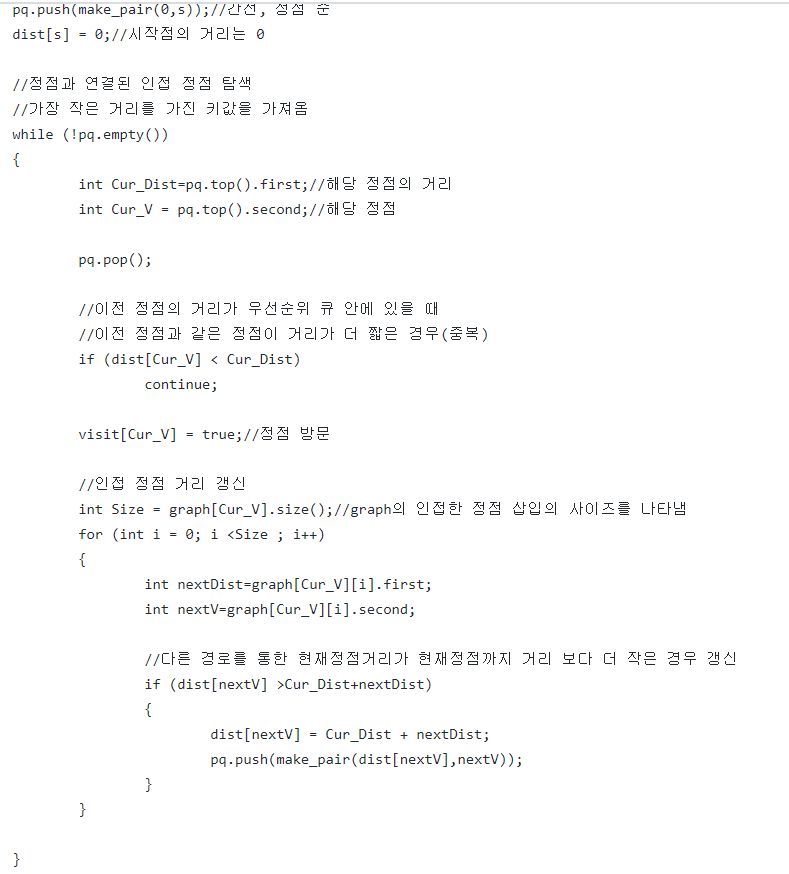 pq.push(make_pair(0,s));//간선, 정점 순
dist[s] = 0;//시작점의 거리는 0
//정점과 연결된 인접 정점 탐색
//가장 작은 거리를 가진 키값을 가져옴
while (!pq.empty())
{
int Cur_Dist=pq.top().first;//해당 정점의 거리
int Cur_V = pq.top().second;//해당 정점
pq.pop();
//이전 정점의 거리가 우선순위 큐 안에 있을 때
//이전 정점과 같은 정점이 거리가 더 짧은 경우(중복)
if (dist[Cur_V] < Cur_Dist)
continue;
visit[Cur_V] = true;//정점 방문
//인접 정점 거리 갱신
int Size = graph[Cur_V].size();//graph의 인접한 정점 삽입의 사이즈를 나타냄
for (int i = 0; i <Size ; i++)
{
int nextDist=graph[Cur_V][i].first;
int nextV=graph[Cur_V][i].second;
//다른 경로를 통한 현재정점거리가 현재정점까지 거리 보다 더 작은 경우 갱신
if (dist[nextV] >Cur_Dist+nextDist)
{
dist[nextV] = Cur_Dist + nextDist;
pq.push(make_pair(dist[nextV],nextV));
}
}
}